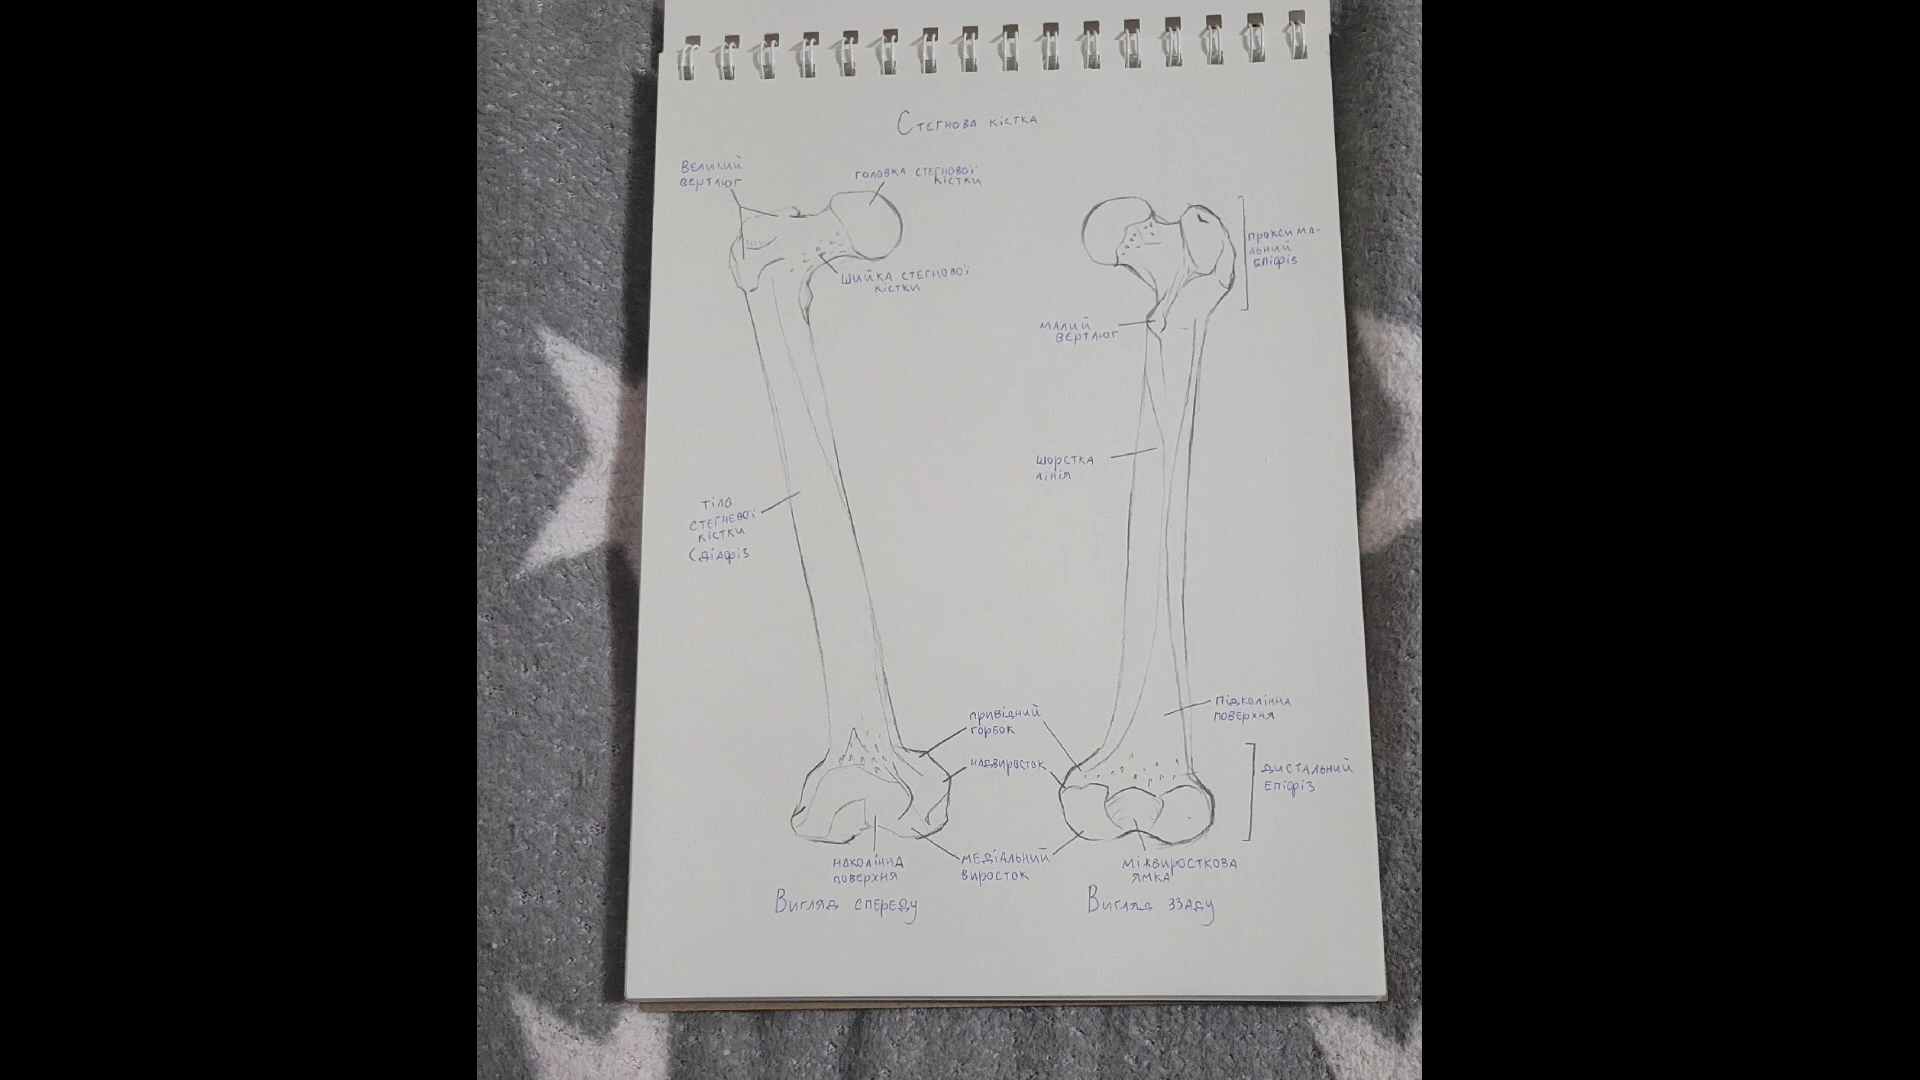 Стегнова кістка
Великий
вертлюг
головка стегнової
кістки
шийка стегнової
кістки
проксима-
льний
епіфіз
малий
вертлюг
шорстка
лінія
тіло
стегневої
кістки
(діафіз
привідний
горбок
надвиросток
підколінна
поверхня
дистальний
епіфіз
наколінна
поверхня
медіальний
виросток
міжвиросткова
ямка
Вигляд спереду
Вигляд ззаду